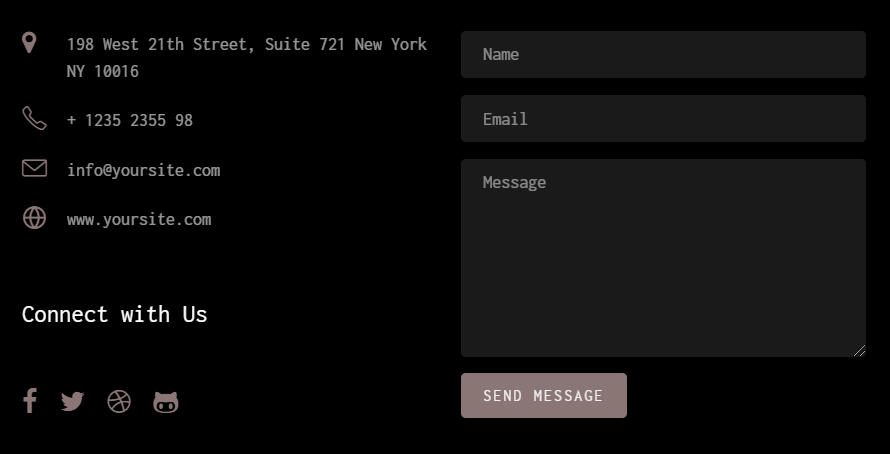 198 West 21th Street, Suite 721 New York
NY 10016
+ 1235 2355 98
info@yoursite.com
www.yoursite.com
Connect with Us
Name
Email
Message
SEND MESSAGE